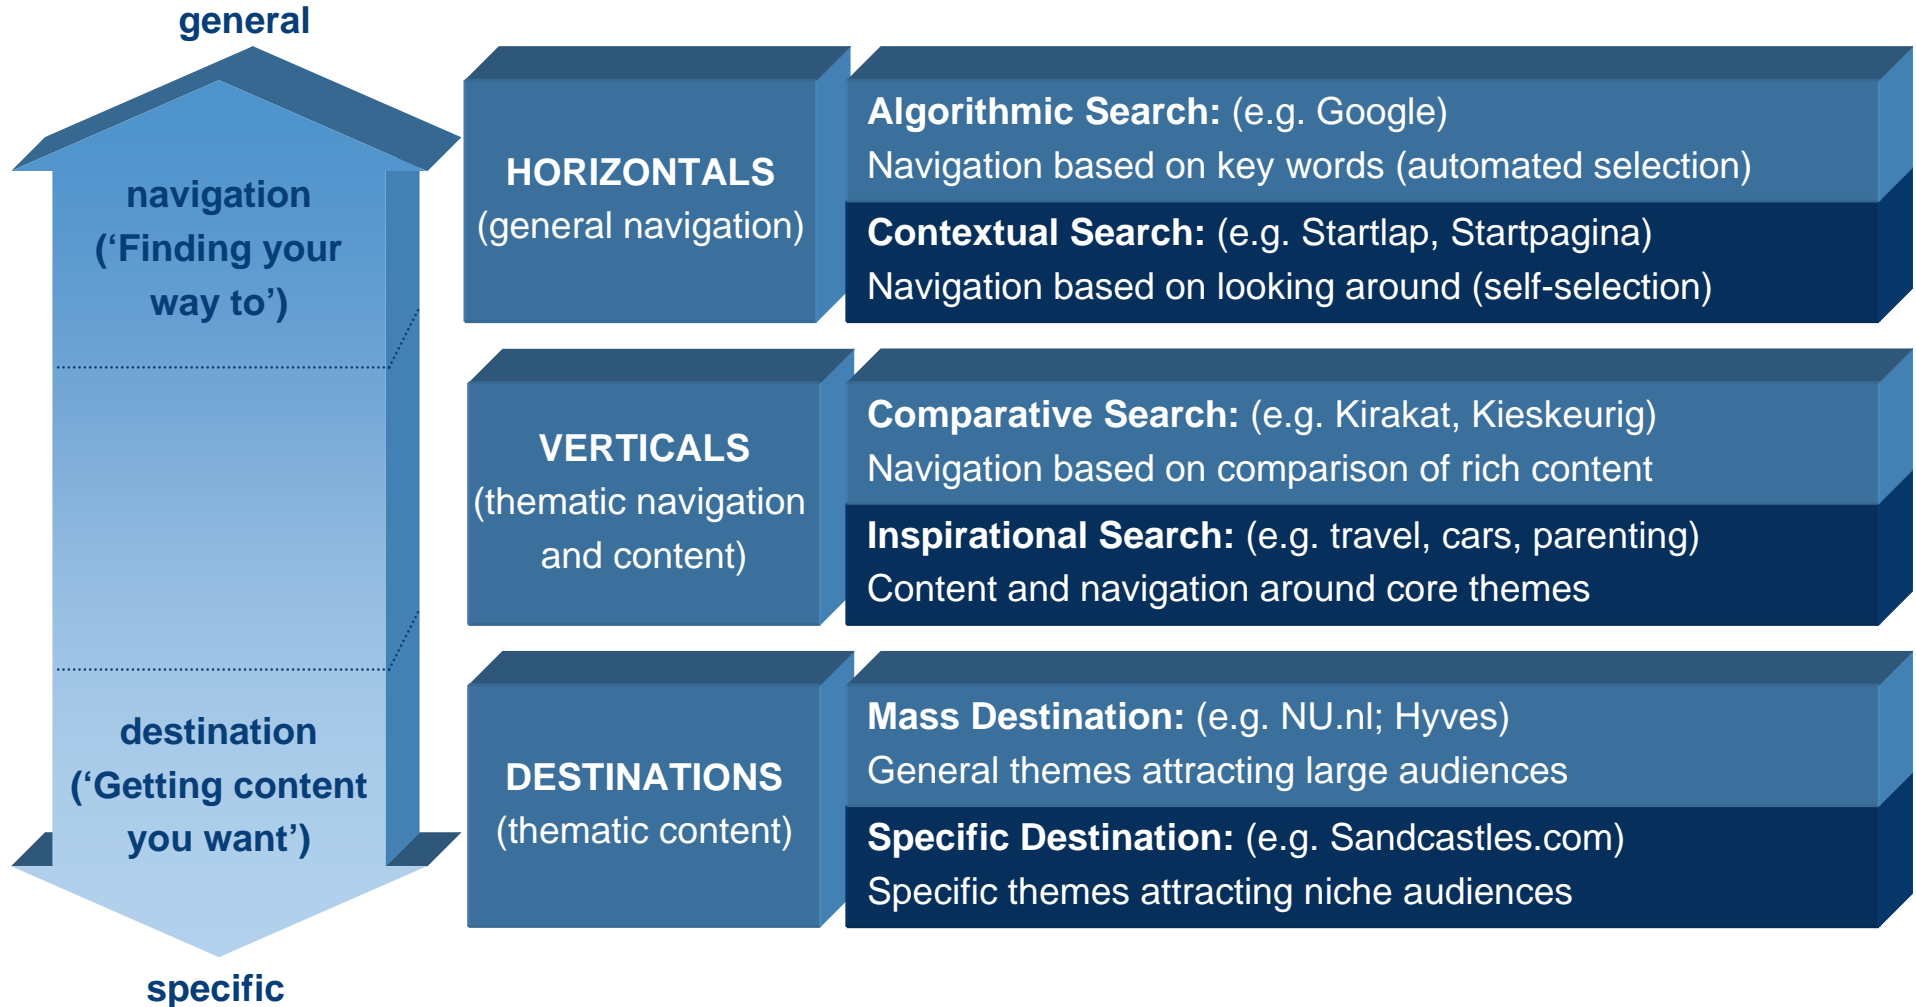 general
navigation
(‘Finding your
way to’)
destination
(‘Getting content
you want’)
specific
HORIZONTALS
(general navigation)
Algorithmic Search: (e.g. Google)
Navigation based on key words (automated selection)
Contextual Search: (e.g. Startlap, Startpagina)
Navigation based on looking around (self-selection)
VERTICALS
(thematic navigation
and content)
Comparative Search: (e.g. Kirakat, Kieskeurig)
Navigation based on comparison of rich content
Inspirational Search: (e.g. travel, cars, parenting)
Content and navigation around core themes
DESTINATIONS
(thematic content)
Mass Destination: (e.g. NU.nl; Hyves)
General themes attracting large audiences
Specific Destination: (e.g. Sandcastles.com)
Specific themes attracting niche audiences